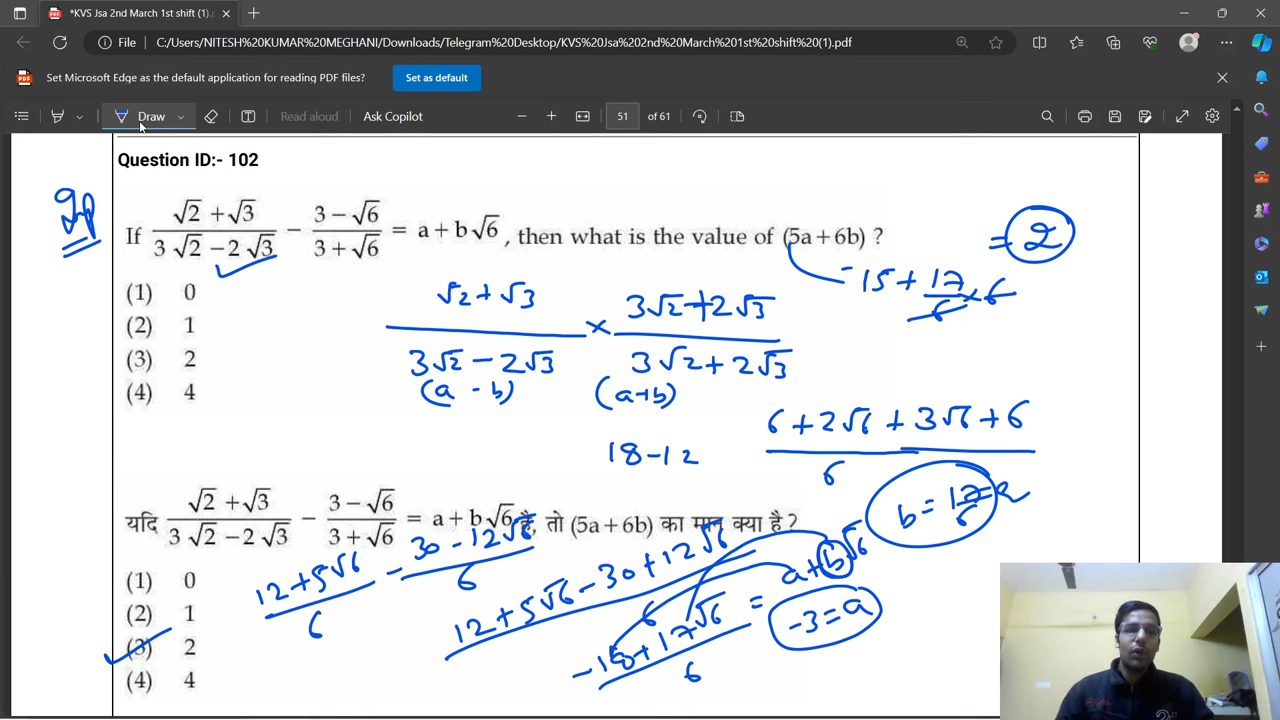 *KVS Jsa 2nd March 1st shift (1).p
File C:/Users/NITESH%20KUMAR%20MEGHANI/Downloads/Telegram%20Desktop/KVS%20Jsa%202nd%20March%201st%20shift%20(1).pdf
Set Microsoft Edge as the default application for reading PDF files? Set as default
Draw Read aloud Ask Copilot 51 of 61
Question ID:- 102
Imp
If (√2 + √3)/(3√2 − 2√3) − (3 − √6)/(3 + √6) = a + b√6 , then what is the value of (5a + 6b) ?
= 2
-15 + 17/6 × 6
(1) 0
(2) 1
(3) 2
(4) 4
(√2 + √3)/(3√2 − 2√3) × (3√2 + 2√3)/(3√2 + 2√3)
(a - b) (a+b)
18-12
(6 + 2√6 + 3√6 + 6)/6
b = 17/6
यदि (√2 + √3)/(3√2 − 2√3) − (3 − √6)/(3 + √6) = a + b√6 है, तो (5a + 6b) का मान क्या है ?
(12 + 5√6)/6 - (30 - 12√6)/6
(12 + 5√6 - 30 + 12√6)/6 = a + b√6
(-18 + 17√6)/6
-3 = a
(1) 0
(2) 1
(3) 2
(4) 4